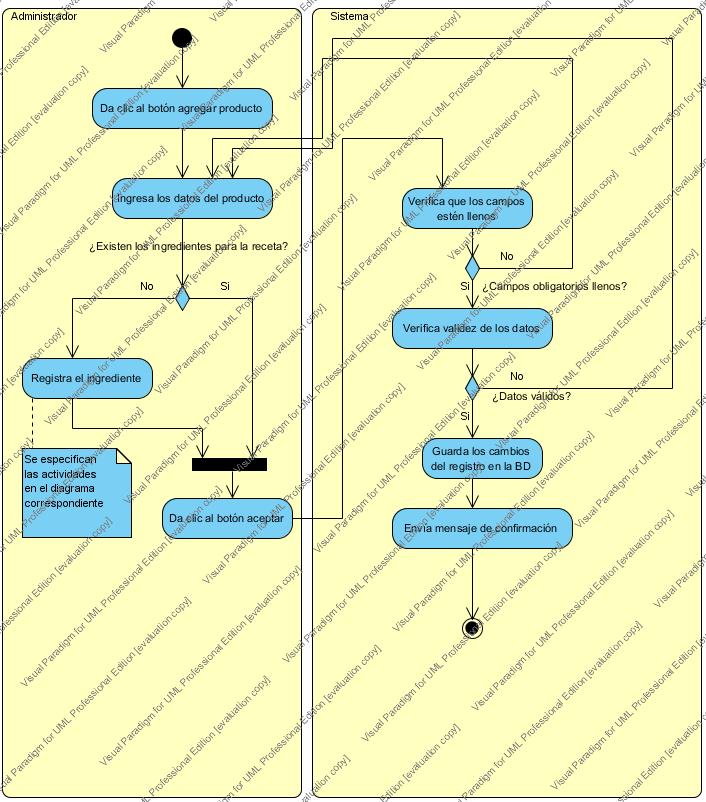 Administrador
Sistema
Da clic al botón agregar producto
Ingresa los datos del producto
¿Existen los ingredientes para la receta?
No
Si
Registra el ingrediente
Se especifican
las actividades
en el diagrama
correspondiente
Da clic al botón aceptar
Verifica que los campos
estén llenos
No
Si
¿Campos obligatorios llenos?
Verifica validez de los datos
No
¿Datos válidos?
Si
Guarda los cambios
del registro en la BD
Envía mensaje de confirmación
Visual Paradigm for UML Professional Edition [evaluation copy]